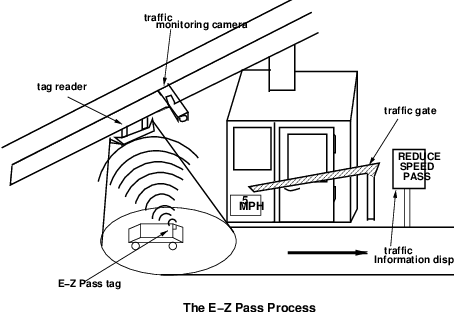 traffic
monitoring camera
tag reader
traffic gate
REDUCE
SPEED
PASS
5
MPH
traffic
Information disp
E-Z Pass tag
The E-Z Pass Process